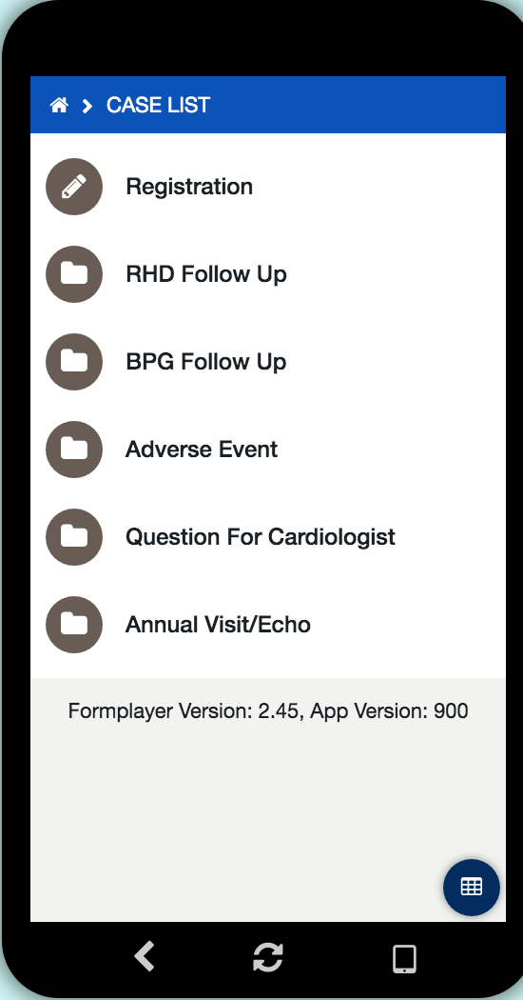 CASE LIST
Registration
RHD Follow Up
BPG Follow Up
Adverse Event
Question For Cardiologist
Annual Visit/Echo
Formplayer Version: 2.45, App Version: 900